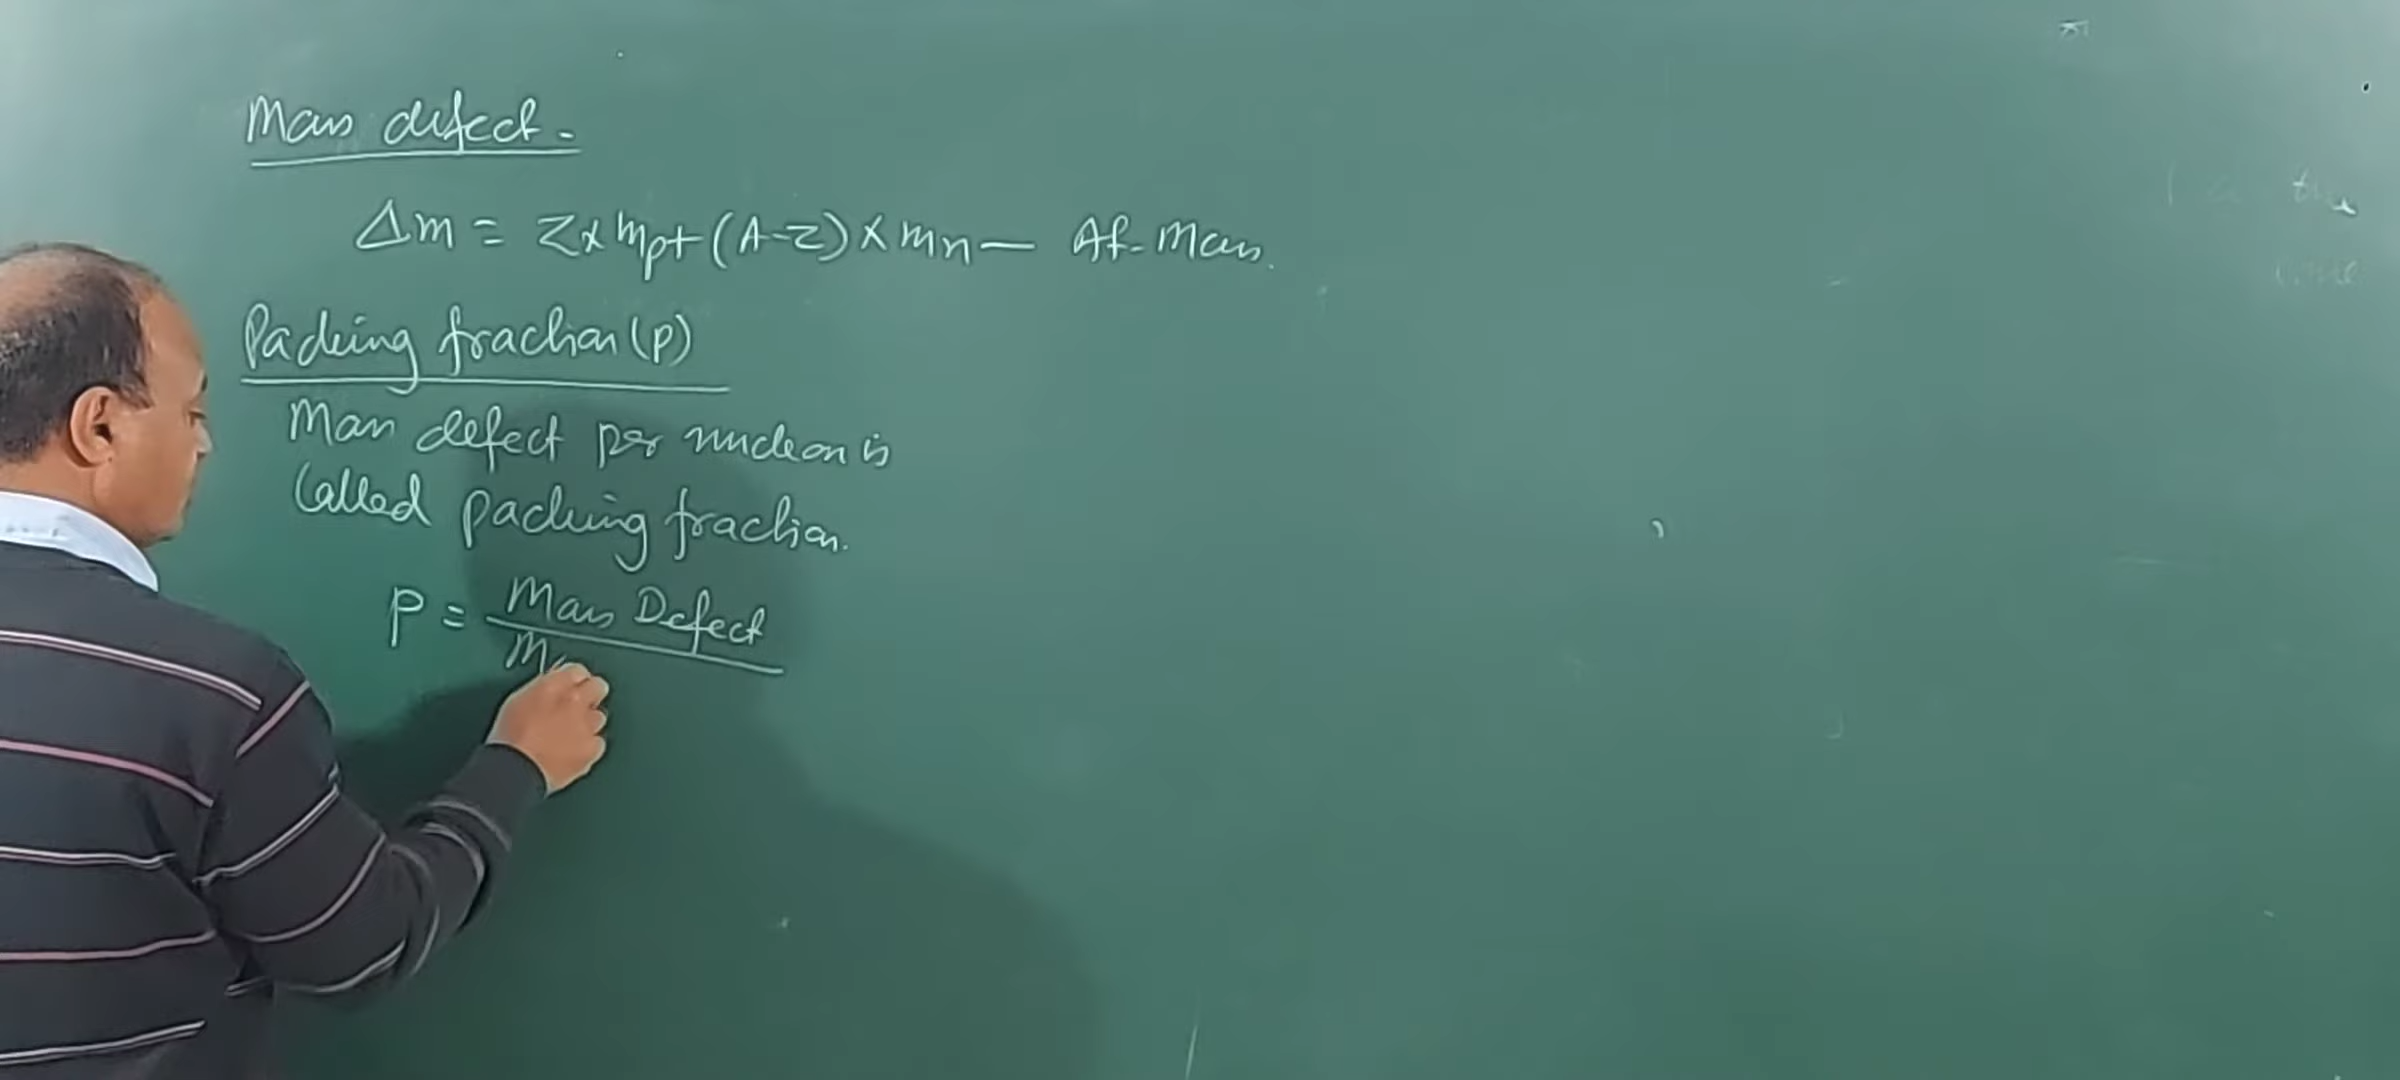 Mass defect -
Δm = Z x mp + (A-Z) x mn — At. Mass.
Packing fraction (P)
Mass defect per nucleon is
Called packing fraction.
P = Mass Defect
M
the